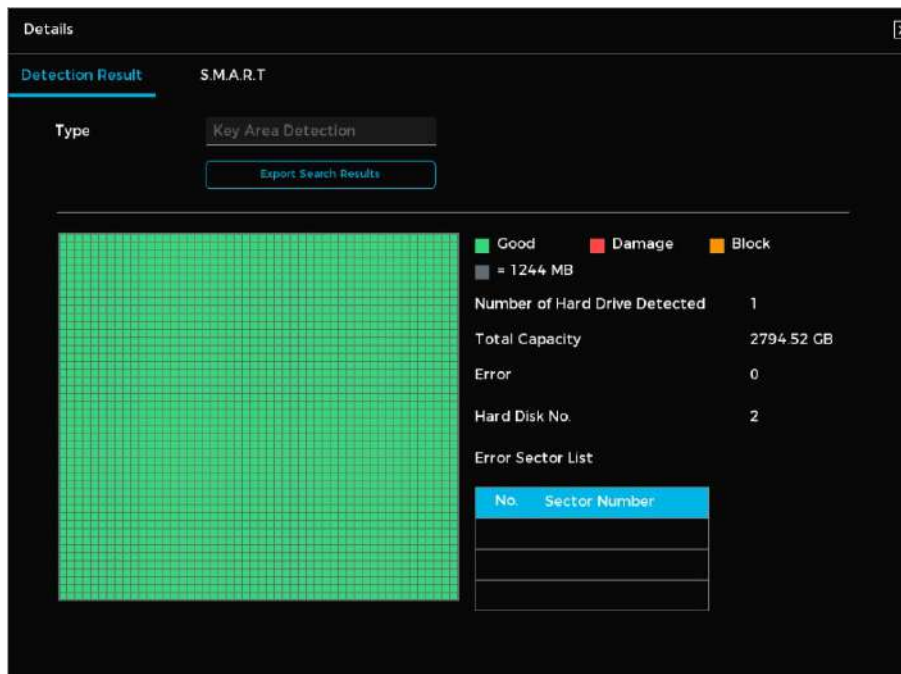 Details
Detection Result S.M.A.R.T
Type Key Area Detection
Export Search Results
Good Damage Block
= 1244 MB
Number of Hard Drive Detected 1
Total Capacity 2794.52 GB
Error 0
Hard Disk No. 2
Error Sector List
No. Sector Number